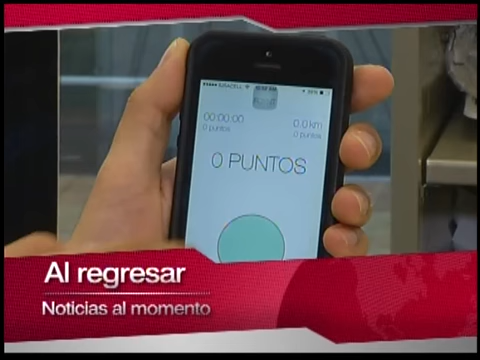 00:00:00
0 puntos
0.0 km
0 puntos
0 PUNTOS
Al regresar
Noticias al momento